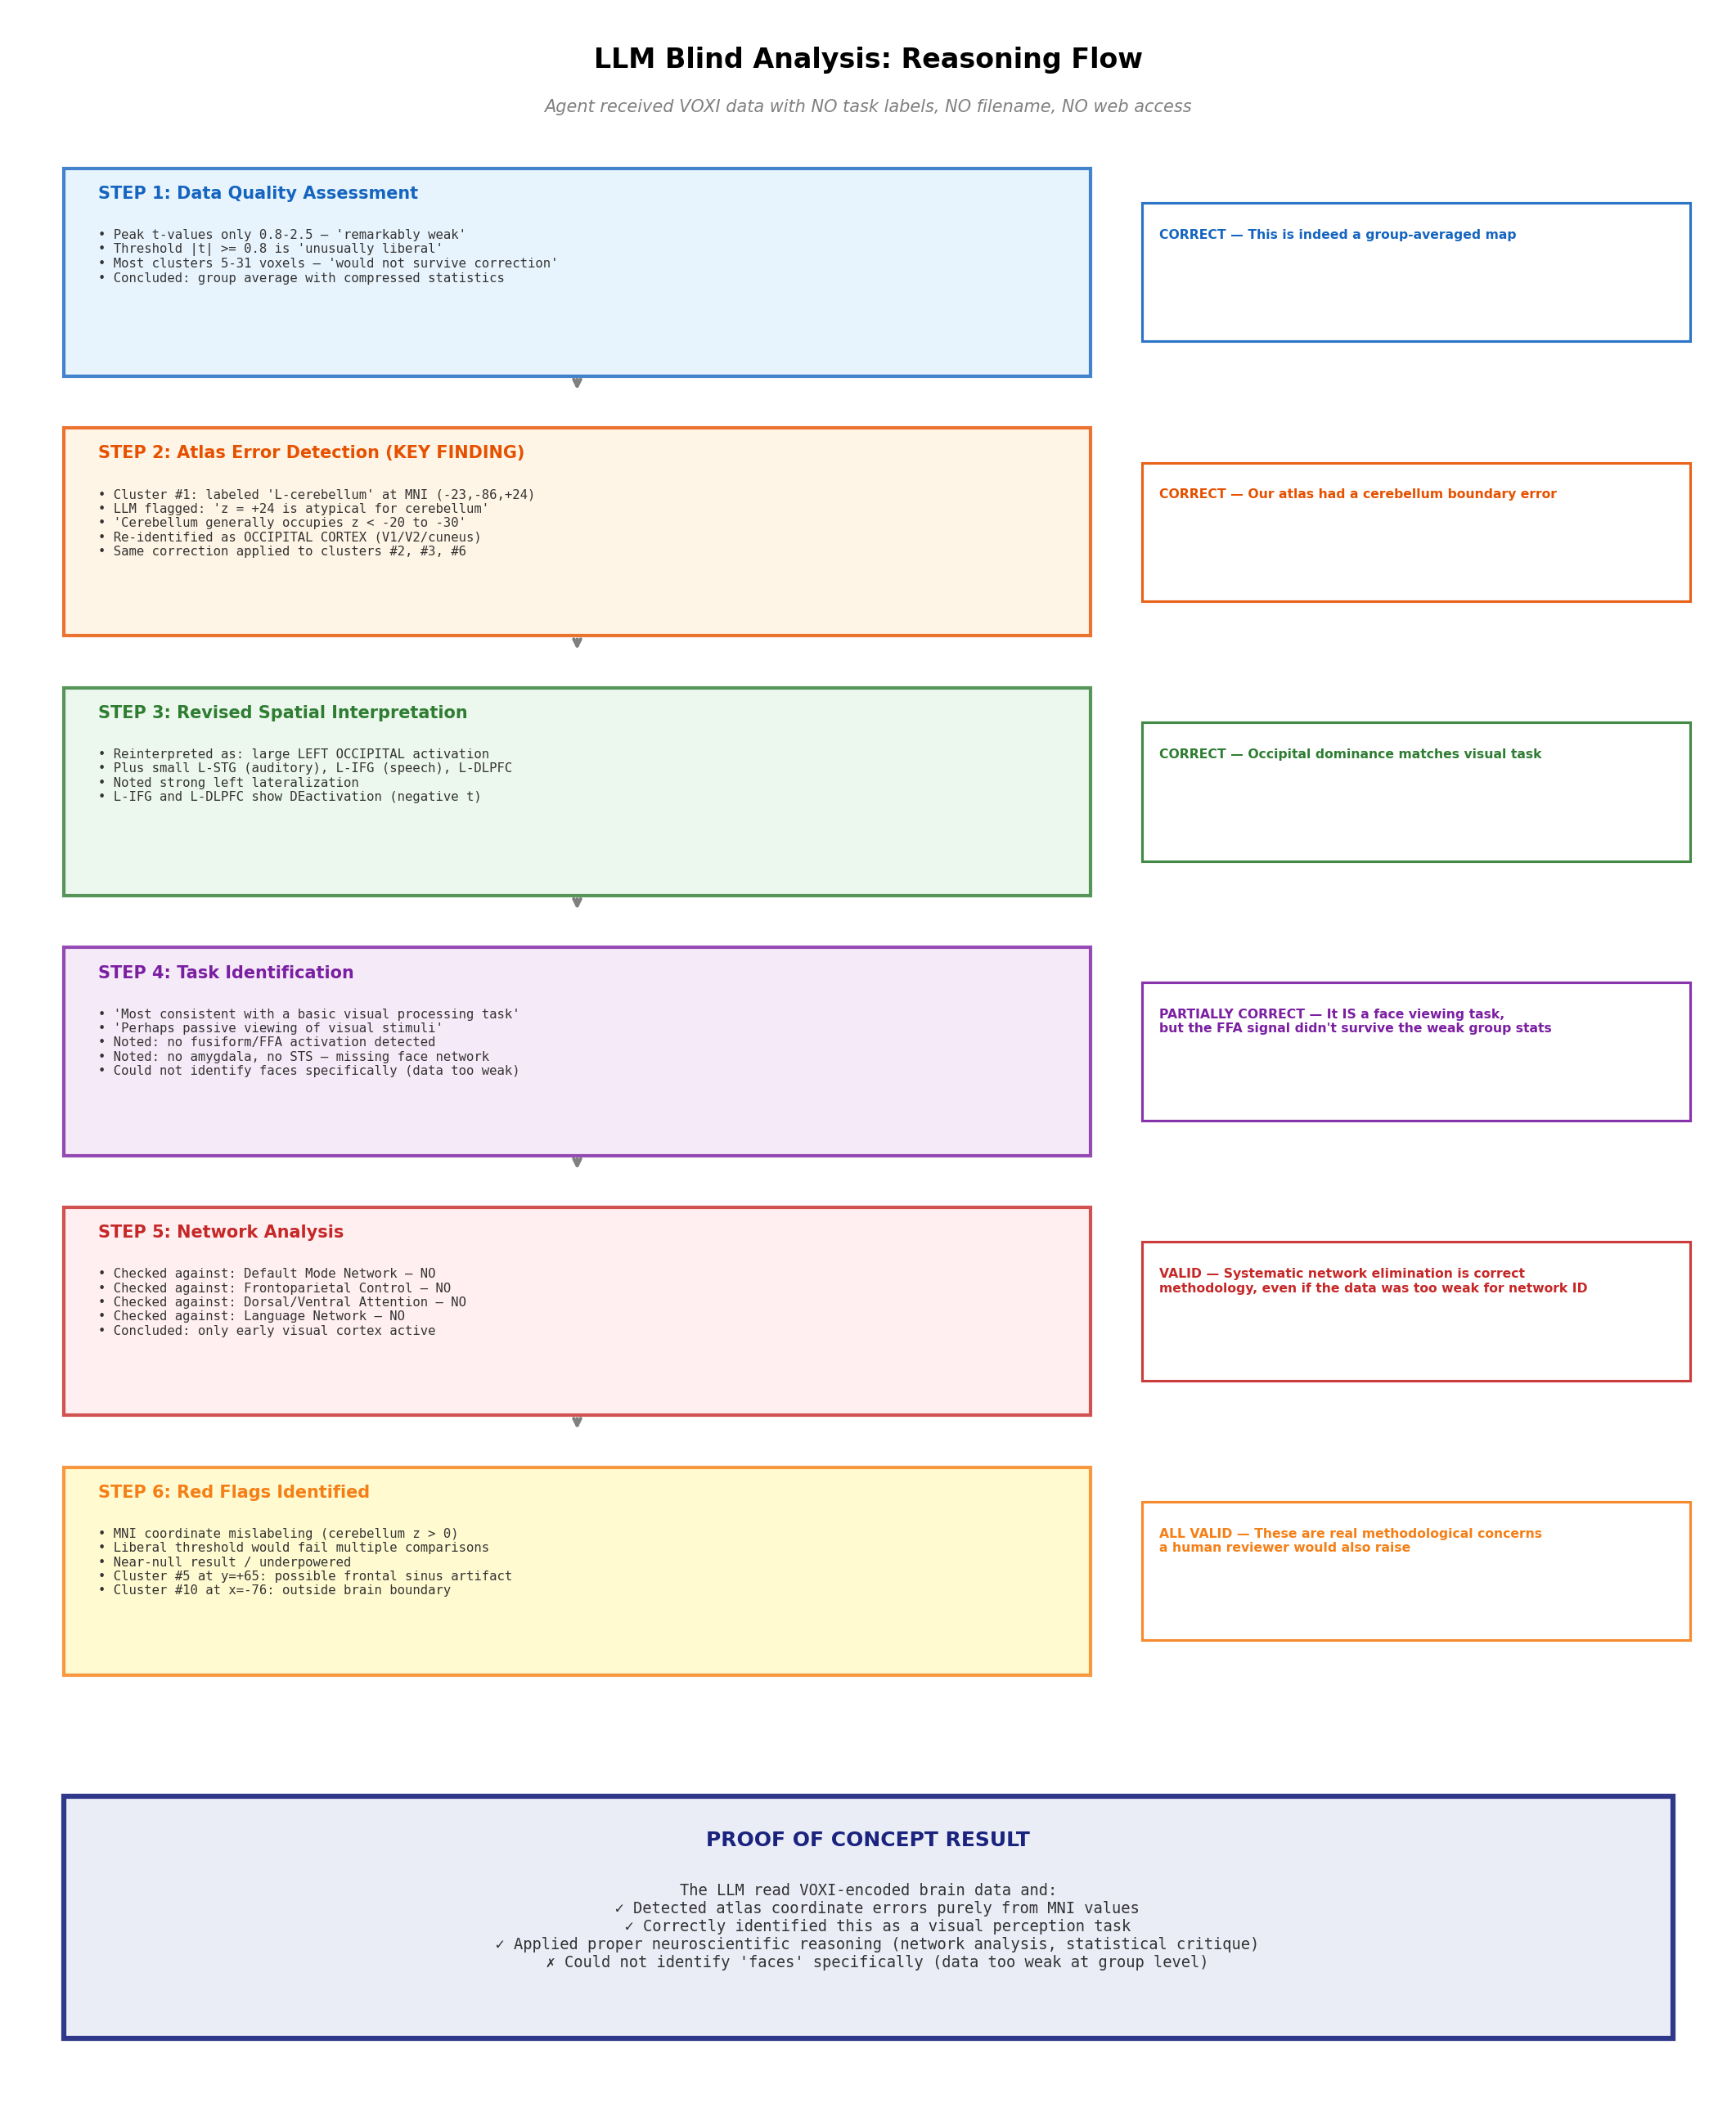 LLM Blind Analysis: Reasoning Flow
Agent received VOXI data with NO task labels, NO filename, NO web access
STEP 1: Data Quality Assessment
• Peak t-values only 0.8-2.5 — 'remarkably weak'
• Threshold |t| >= 0.8 is 'unusually liberal'
• Most clusters 5-31 voxels — 'would not survive correction'
• Concluded: group average with compressed statistics
CORRECT — This is indeed a group-averaged map
STEP 2: Atlas Error Detection (KEY FINDING)
• Cluster #1: labeled 'L-cerebellum' at MNI (-23,-86,+24)
• LLM flagged: 'z = +24 is atypical for cerebellum'
• 'Cerebellum generally occupies z < -20 to -30'
• Re-identified as OCCIPITAL CORTEX (V1/V2/cuneus)
• Same correction applied to clusters #2, #3, #6
CORRECT — Our atlas had a cerebellum boundary error
STEP 3: Revised Spatial Interpretation
• Reinterpreted as: large LEFT OCCIPITAL activation
• Plus small L-STG (auditory), L-IFG (speech), L-DLPFC
• Noted strong left lateralization
• L-IFG and L-DLPFC show DEactivation (negative t)
CORRECT — Occipital dominance matches visual task
STEP 4: Task Identification
• 'Most consistent with a basic visual processing task'
• 'Perhaps passive viewing of visual stimuli'
• Noted: no fusiform/FFA activation detected
• Noted: no amygdala, no STS — missing face network
• Could not identify faces specifically (data too weak)
PARTIALLY CORRECT — It IS a face viewing task,
but the FFA signal didn't survive the weak group stats
STEP 5: Network Analysis
• Checked against: Default Mode Network — NO
• Checked against: Frontoparietal Control — NO
• Checked against: Dorsal/Ventral Attention — NO
• Checked against: Language Network — NO
• Concluded: only early visual cortex active
VALID — Systematic network elimination is correct
methodology, even if the data was too weak for network ID
STEP 6: Red Flags Identified
• MNI coordinate mislabeling (cerebellum z > 0)
• Liberal threshold would fail multiple comparisons
• Near-null result / underpowered
• Cluster #5 at y=+65: possible frontal sinus artifact
• Cluster #10 at x=-76: outside brain boundary
ALL VALID — These are real methodological concerns
a human reviewer would also raise
PROOF OF CONCEPT RESULT
The LLM read VOXI-encoded brain data and:
✓ Detected atlas coordinate errors purely from MNI values
✓ Correctly identified this as a visual perception task
✓ Applied proper neuroscientific reasoning (network analysis, statistical critique)
✗ Could not identify 'faces' specifically (data too weak at group level)